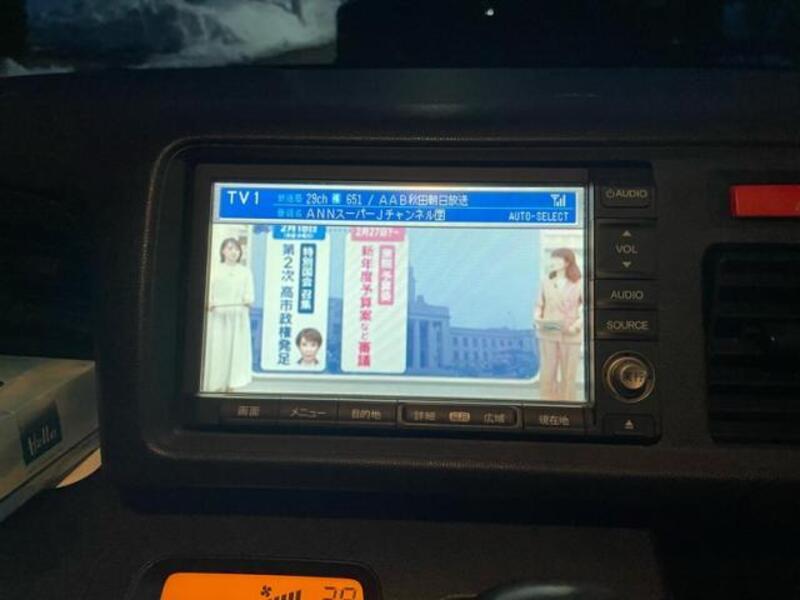 TV1 放送局 29ch 651 / AAB秋田朝日放送
番組名 ANNスーパーJチャンネル字 AUTO-SELECT
2月18日
特別国会召集
第2次 高市政権発足
2月27日〜
新年度予算案など審議
AUDIO
VOL
AUDIO
SOURCE
実行
画面 メニュー 目的地 詳細 広域 現在地
Hello